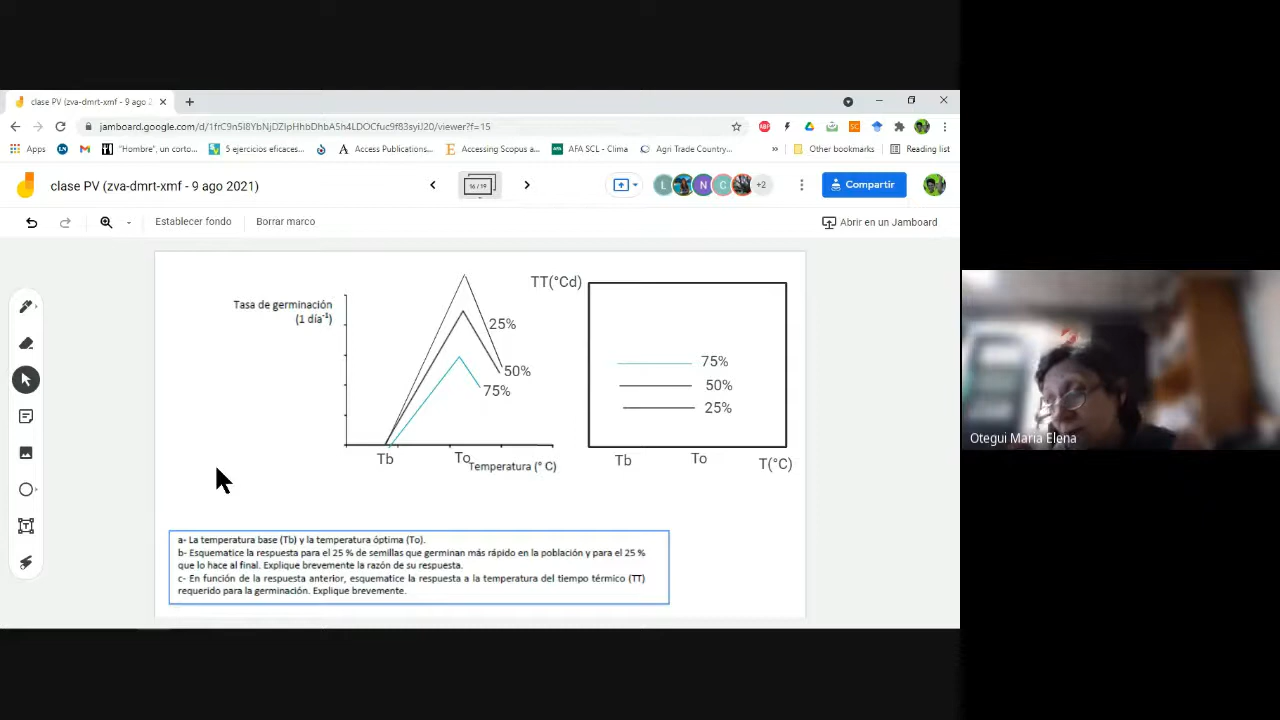 clase PV (zva-dmrt-xmf - 9 ago 2
jamboard.google.com/d/1frC9n5I8YbNjDZIpHhbDhbA5h4LDOCfuc9f83syiJ20/viewer?f=15
Apps
"Hombre", un corto...
5 ejercicios eficaces...
Access Publications...
Accessing Scopus a...
AFA SCL - Clima
Agri Trade Country...
»
Other bookmarks
Reading list
clase PV (zva-dmrt-xmf - 9 ago 2021)
16 / 19
L
N
C
+2
Compartir
Establecer fondo
Borrar marco
Abrir en un Jamboard
Tasa de germinación
(1 día-1)
25%
50%
75%
Tb
To
Temperatura (° C)
TT(°Cd)
75%
50%
25%
Tb
To
T(°C)
a- La temperatura base (Tb) y la temperatura óptima (To).
b- Esquematice la respuesta para el 25 % de semillas que germinan más rápido en la población y para el 25 %
que lo hace al final. Explique brevemente la razón de su respuesta.
c- En función de la respuesta anterior, esquematice la respuesta a la temperatura del tiempo térmico (TT)
requerido para la germinación. Explique brevemente.
Otegui Maria Elena